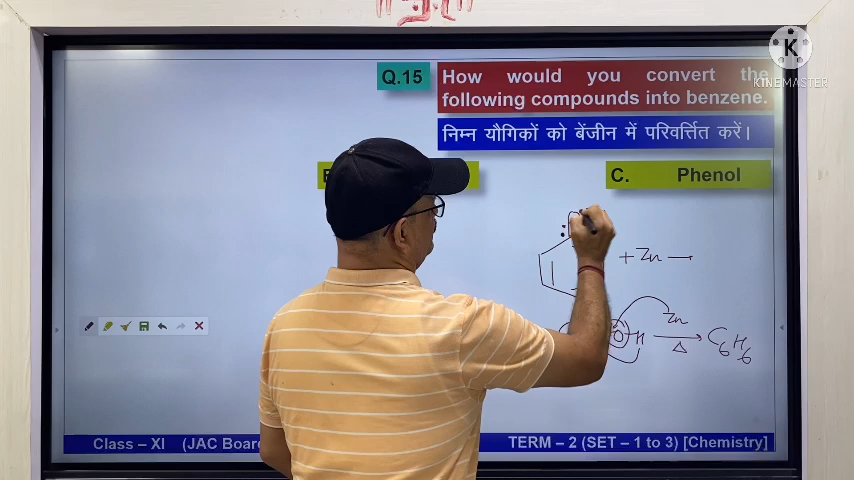 K
KINEMASTER
Q.15 How would you convert the
following compounds into benzene.
निम्न यौगिकों को बेंजीन में परिवर्त्तित करें।
C. Phenol
+ Zn →
O H Zn Δ → C6H6
Class – XI (JAC Boar
TERM – 2 (SET – 1 to 3) [Chemistry]